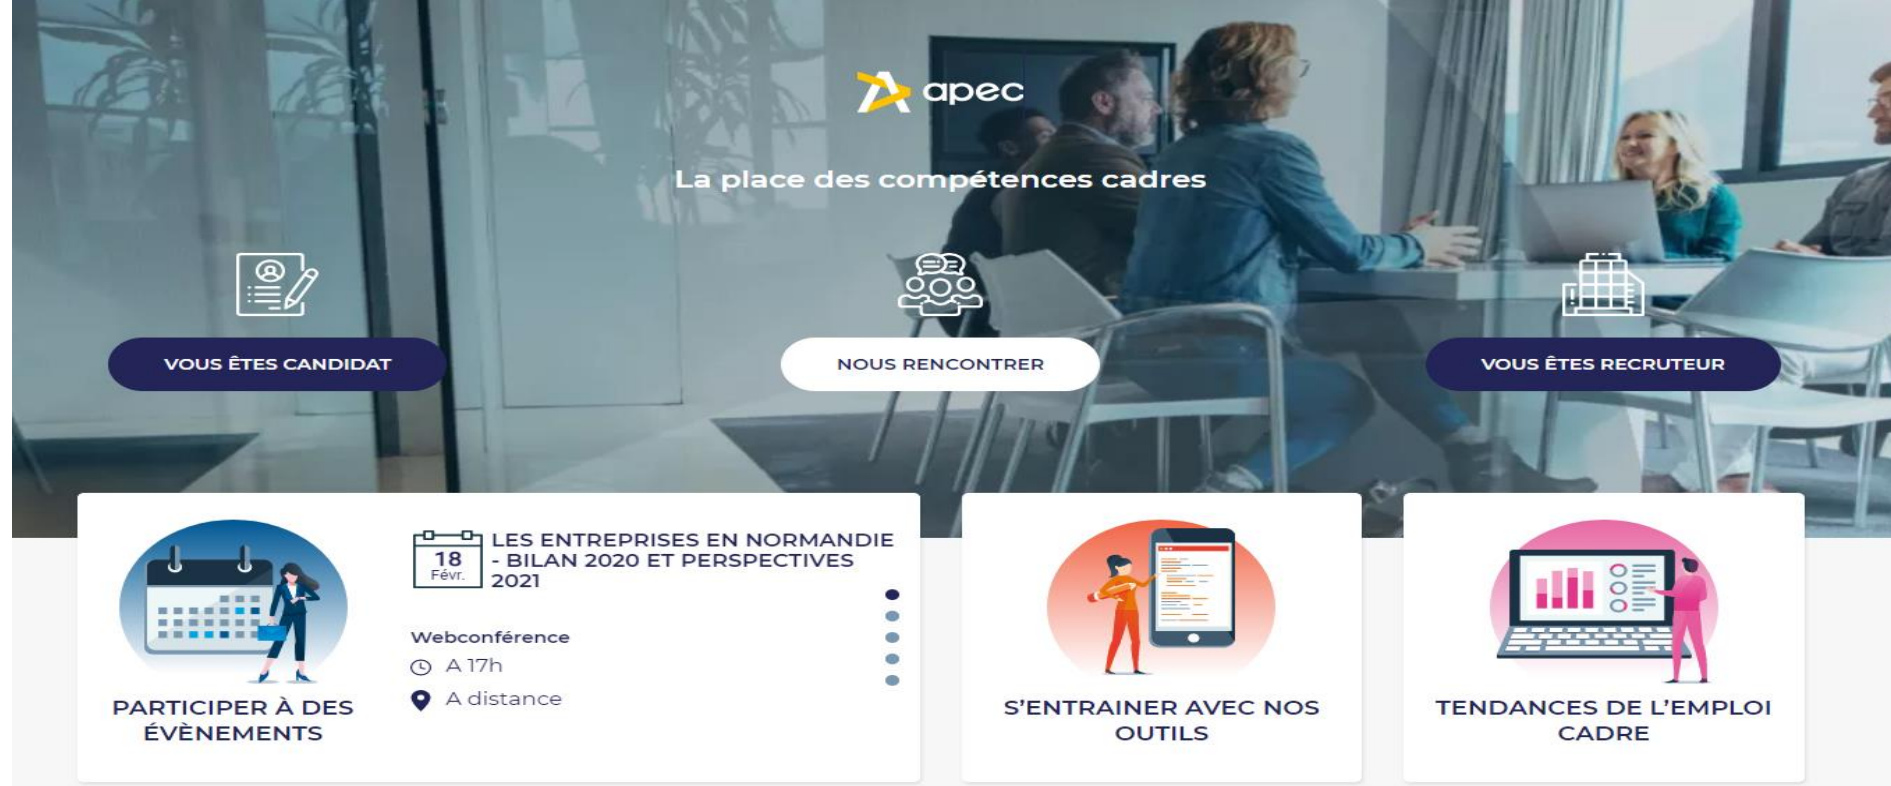 apec
La place des compétences cadres
VOUS ÊTES CANDIDAT
NOUS RENCONTRER
VOUS ÊTES RECRUTEUR
18
Févr.
LES ENTREPRISES EN NORMANDIE
- BILAN 2020 ET PERSPECTIVES
2021
Webconférence
A 17h
A distance
PARTICIPER À DES
ÉVÈNEMENTS
S’ENTRAINER AVEC NOS
OUTILS
TENDANCES DE L’EMPLOI
CADRE